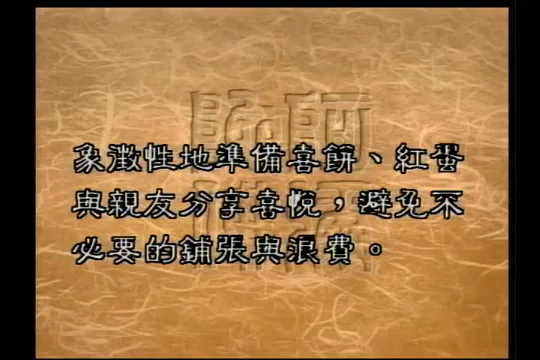 象徵性地準備喜餅、紅蛋
與親友分享喜悅，避免不
必要的鋪張與浪費。